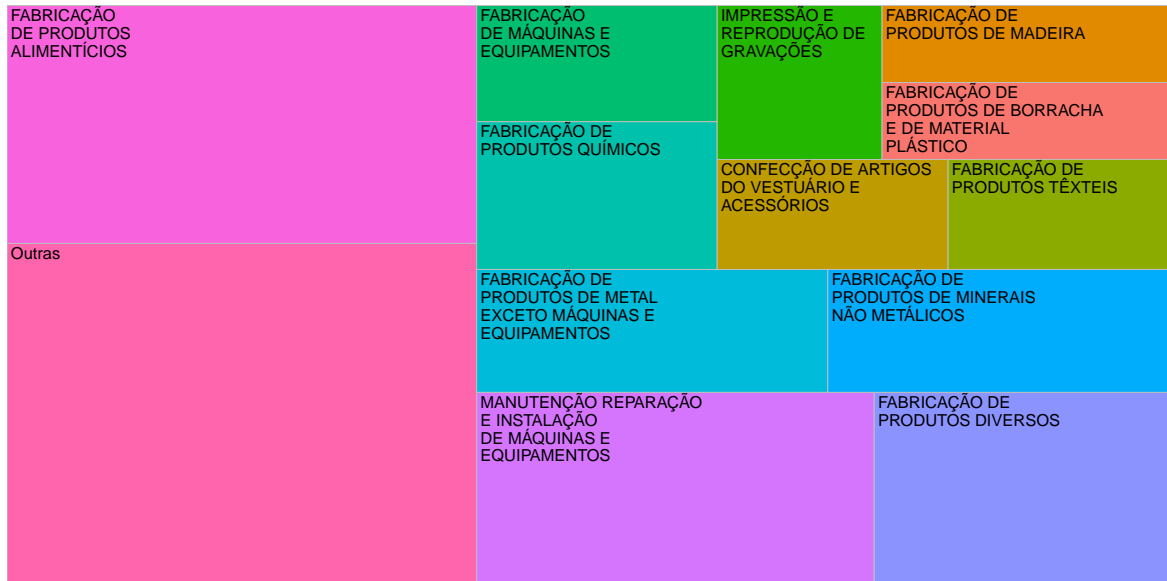 FABRICAÇÃO
DE PRODUTOS
ALIMENTÍCIOS
Outras
FABRICAÇÃO
DE MÁQUINAS E
EQUIPAMENTOS
FABRICAÇÃO DE
PRODUTOS QUÍMICOS
IMPRESSÃO E
REPRODUÇÃO DE
GRAVAÇÕES
FABRICAÇÃO DE
PRODUTOS DE MADEIRA
FABRICAÇÃO DE
PRODUTOS DE BORRACHA
E DE MATERIAL
PLÁSTICO
CONFECÇÃO DE ARTIGOS
DO VESTUÁRIO E
ACESSÓRIOS
FABRICAÇÃO DE
PRODUTOS TÊXTEIS
FABRICAÇÃO DE
PRODUTOS DE METAL
EXCETO MÁQUINAS E
EQUIPAMENTOS
FABRICAÇÃO DE
PRODUTOS DE MINERAIS
NÃO METÁLICOS
MANUTENÇÃO REPARAÇÃO
E INSTALAÇÃO
DE MÁQUINAS E
EQUIPAMENTOS
FABRICAÇÃO DE
PRODUTOS DIVERSOS